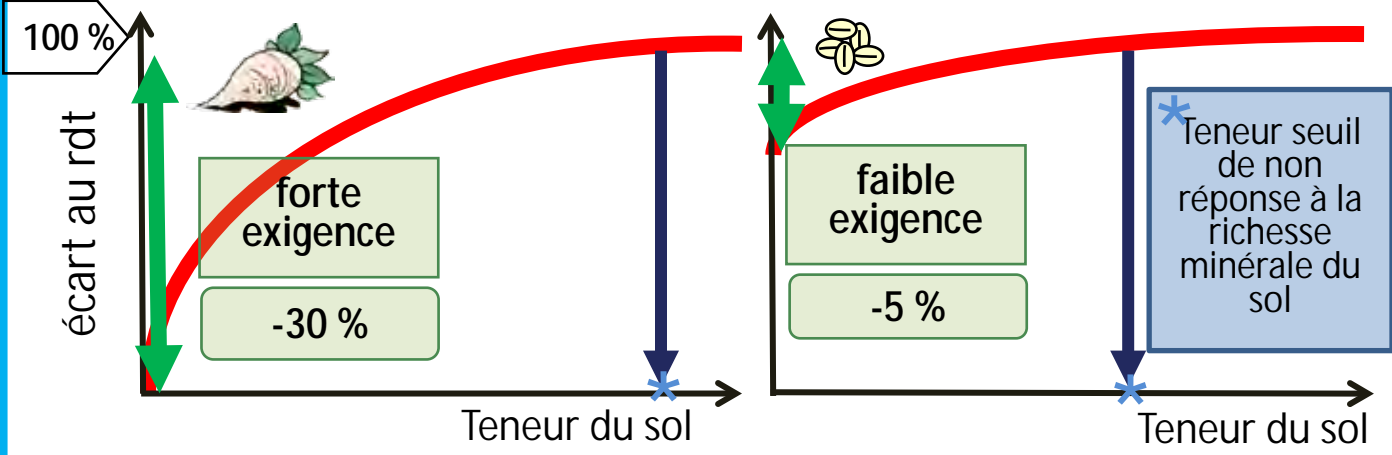 100 %
écart au rdt
forte
exigence
-30 %
*
Teneur du sol
faible
exigence
-5 %
*
Teneur du sol
*
Teneur seuil
de non
réponse à la
richesse
minérale du
sol